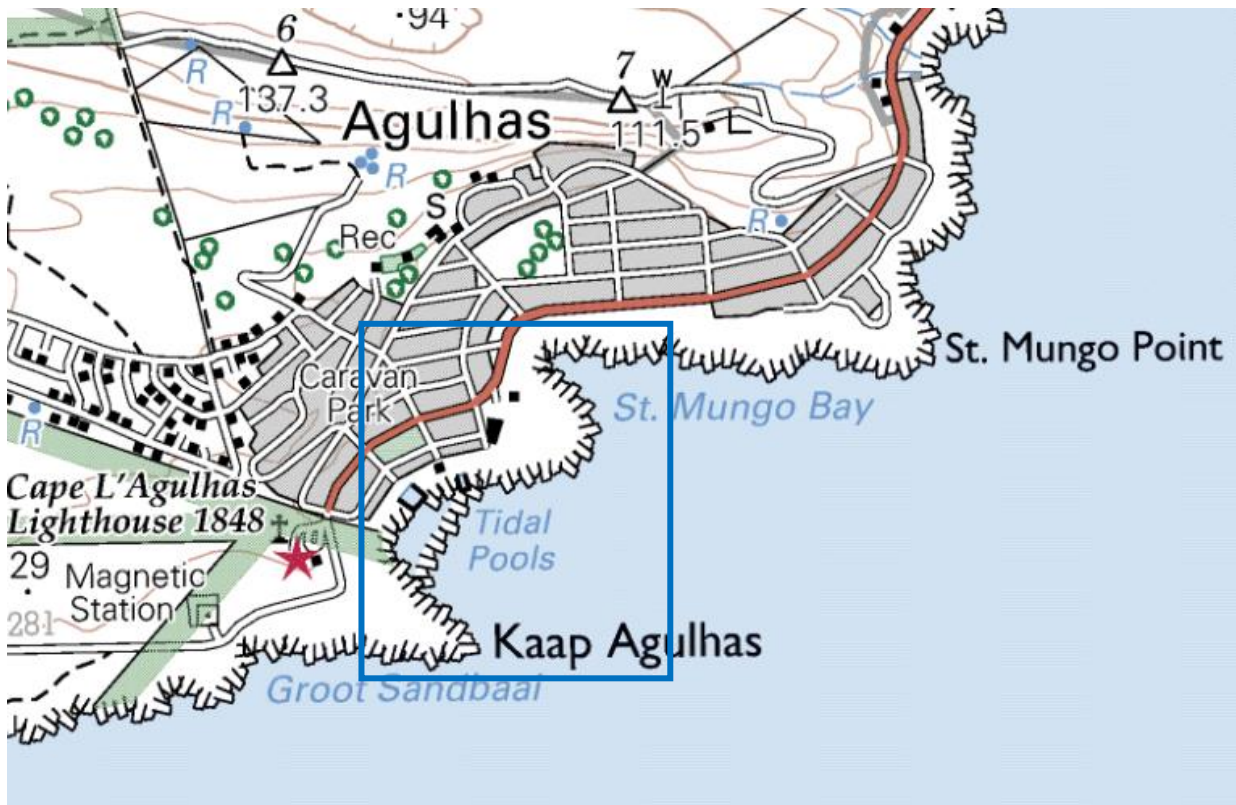 ·94
6
137.3
R
R
7
W
111.5
Agulhas
R
S
Rec
R
St. Mungo Point
Caravan
Park
St. Mungo Bay
R
Cape L'Agulhas
Lighthouse 1848
Tidal
Pools
29
Magnetic
Station
281
Kaap Agulhas
Groot Sandbaai